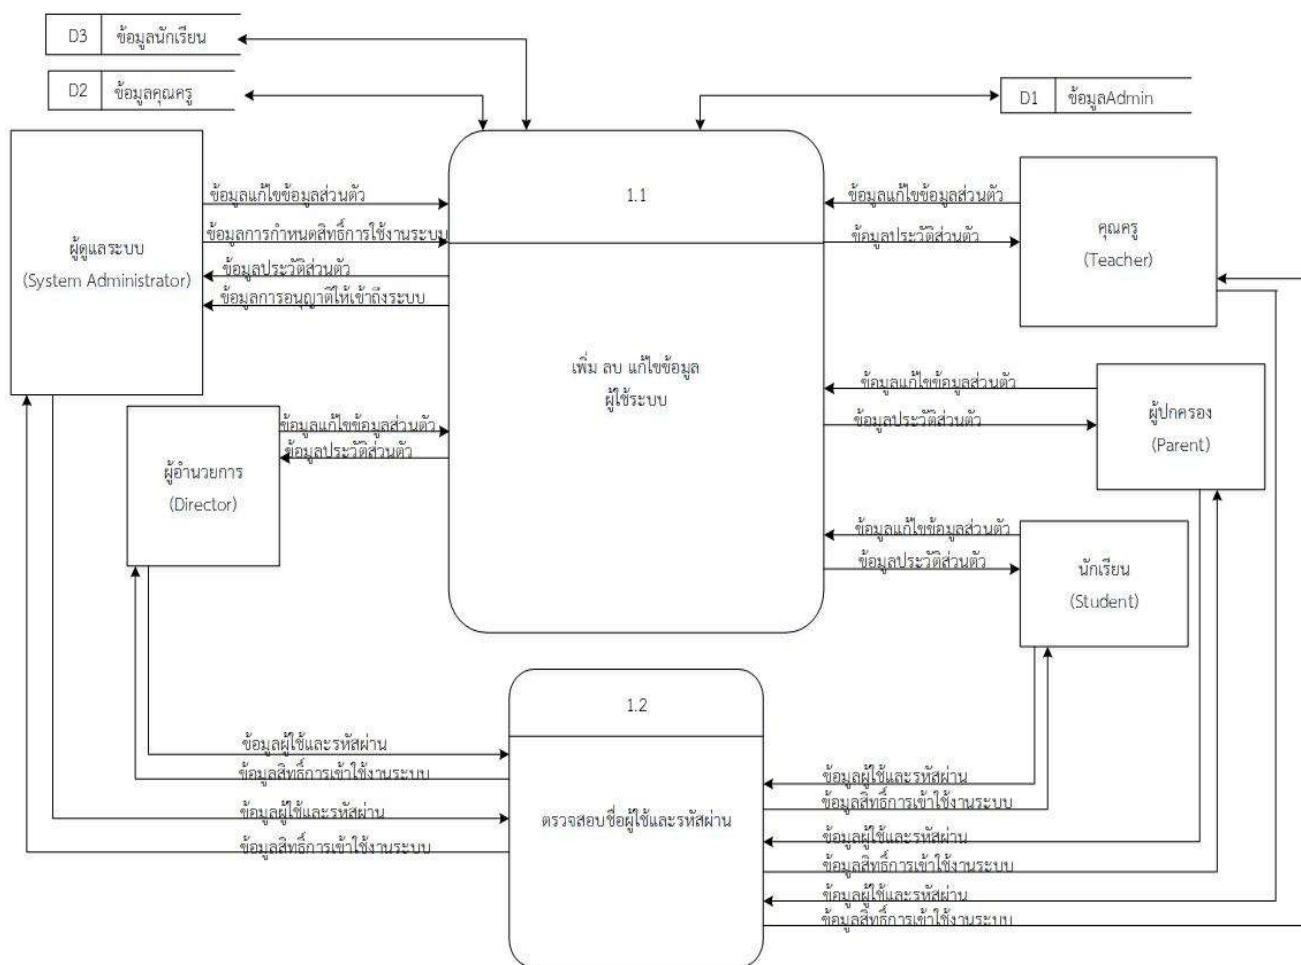 D3 ข้อมูลนักเรียน
D2 ข้อมูลคุณครู
D1 ข้อมูลAdmin
ผู้ดูแลระบบ
(System Administrator)
ข้อมูลแก้ไขข้อมูลส่วนตัว
ข้อมูลการกำหนดสิทธิ์การใช้งานระบบ
ข้อมูลประวัติส่วนตัว
ข้อมูลการอนุญาติให้เข้าถึงระบบ
1.1
เพิ่ม ลบ แก้ไขข้อมูล
ผู้ใช้ระบบ
ข้อมูลแก้ไขข้อมูลส่วนตัว
ข้อมูลประวัติส่วนตัว
คุณครู
(Teacher)
ข้อมูลแก้ไขข้อมูลส่วนตัว
ข้อมูลประวัติส่วนตัว
ผู้ปกครอง
(Parent)
ผู้อำนวยการ
(Director)
ข้อมูลแก้ไขข้อมูลส่วนตัว
ข้อมูลประวัติส่วนตัว
ข้อมูลแก้ไขข้อมูลส่วนตัว
ข้อมูลประวัติส่วนตัว
นักเรียน
(Student)
1.2
ตรวจสอบชื่อผู้ใช้และรหัสผ่าน
ข้อมูลผู้ใช้และรหัสผ่าน
ข้อมูลสิทธิ์การเข้าใช้งานระบบ
ข้อมูลผู้ใช้และรหัสผ่าน
ข้อมูลสิทธิ์การเข้าใช้งานระบบ
ข้อมูลผู้ใช้และรหัสผ่าน
ข้อมูลสิทธิ์การเข้าใช้งานระบบ
ข้อมูลผู้ใช้และรหัสผ่าน
ข้อมูลสิทธิ์การเข้าใช้งานระบบ
ข้อมูลผู้ใช้และรหัสผ่าน
ข้อมูลสิทธิ์การเข้าใช้งานระบบ